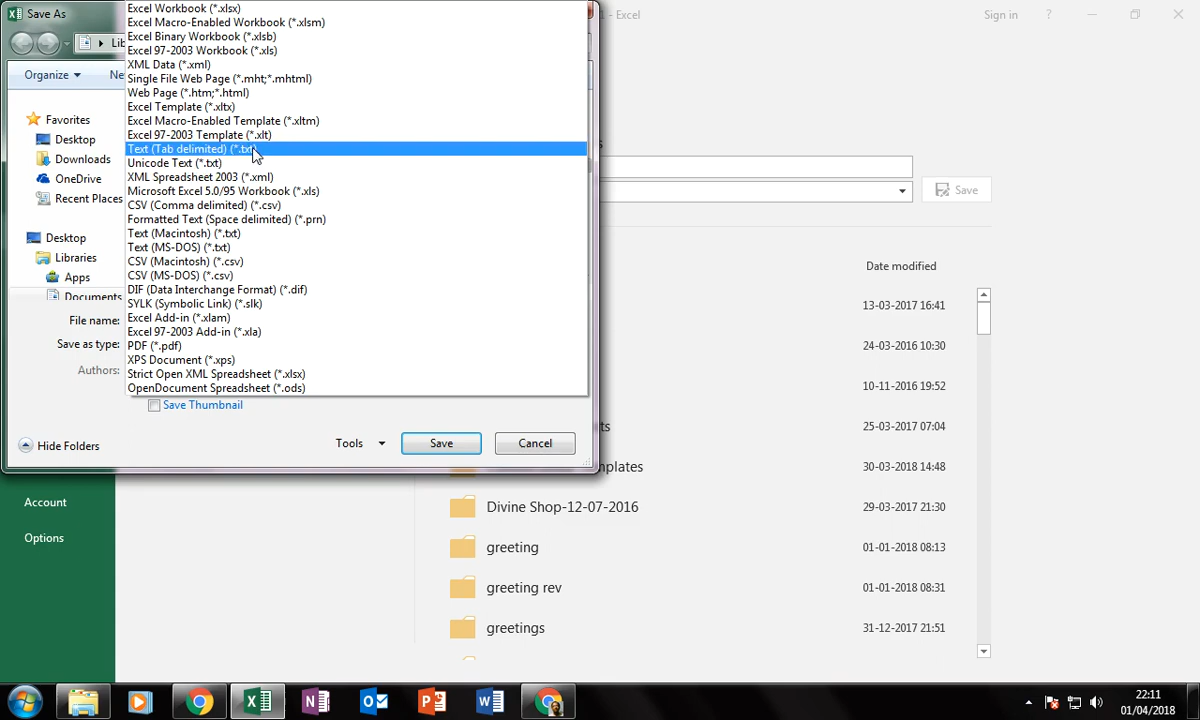 Save As
1 - Excel
Sign in
?
Lib
Organize
Ne
Favorites
Desktop
Downloads
OneDrive
Recent Places
Desktop
Libraries
Apps
Documents
File name:
Save as type:
Authors:
Excel Workbook (*.xlsx)
Excel Macro-Enabled Workbook (*.xlsm)
Excel Binary Workbook (*.xlsb)
Excel 97-2003 Workbook (*.xls)
XML Data (*.xml)
Single File Web Page (*.mht;*.mhtml)
Web Page (*.htm;*.html)
Excel Template (*.xltx)
Excel Macro-Enabled Template (*.xltm)
Excel 97-2003 Template (*.xlt)
Text (Tab delimited) (*.txt)
Unicode Text (*.txt)
XML Spreadsheet 2003 (*.xml)
Microsoft Excel 5.0/95 Workbook (*.xls)
CSV (Comma delimited) (*.csv)
Formatted Text (Space delimited) (*.prn)
Text (Macintosh) (*.txt)
Text (MS-DOS) (*.txt)
CSV (Macintosh) (*.csv)
CSV (MS-DOS) (*.csv)
DIF (Data Interchange Format) (*.dif)
SYLK (Symbolic Link) (*.slk)
Excel Add-in (*.xlam)
Excel 97-2003 Add-in (*.xla)
PDF (*.pdf)
XPS Document (*.xps)
Strict Open XML Spreadsheet (*.xlsx)
OpenDocument Spreadsheet (*.ods)
Save Thumbnail
Hide Folders
Tools
Save
Cancel
s
Save
Date modified
13-03-2017 16:41
24-03-2016 10:30
10-11-2016 19:52
ts 25-03-2017 07:04
mplates 30-03-2018 14:48
Divine Shop-12-07-2016 29-03-2017 21:30
greeting 01-01-2018 08:13
greeting rev 01-01-2018 08:31
greetings 31-12-2017 21:51
Account
Options
22:11
01/04/2018